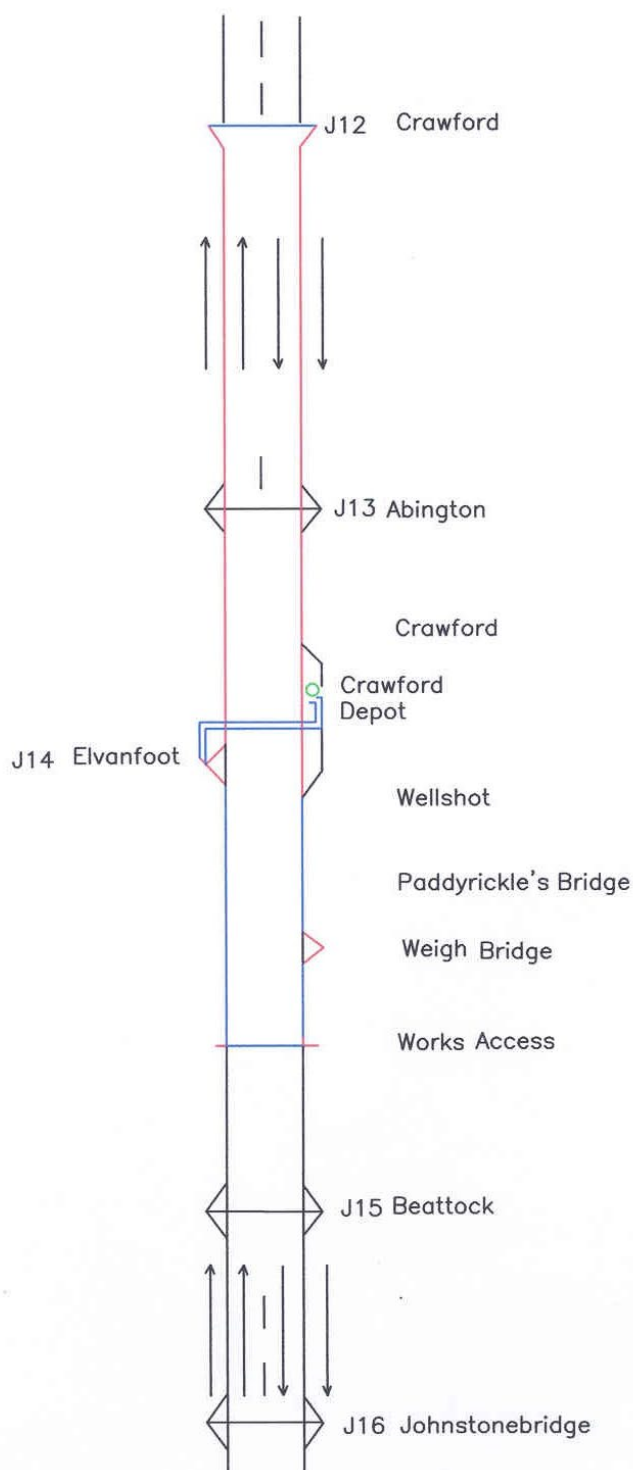 J12 Crawford
J13 Abington
Crawford
Crawford
Depot
J14 Elvanfoot
Wellshot
Paddyrickle's Bridge
Weigh Bridge
Works Access
J15 Beattock
J16 Johnstonebridge